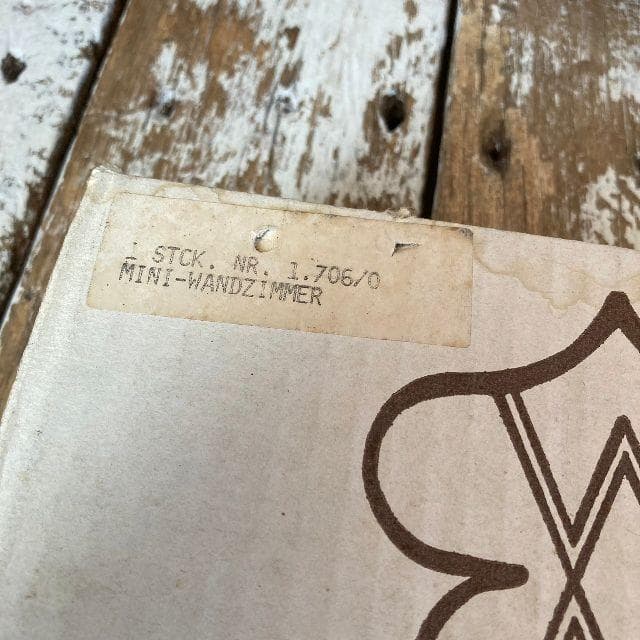 _ STCK. NR. 1.706/0
MINI-WANDZIMMER